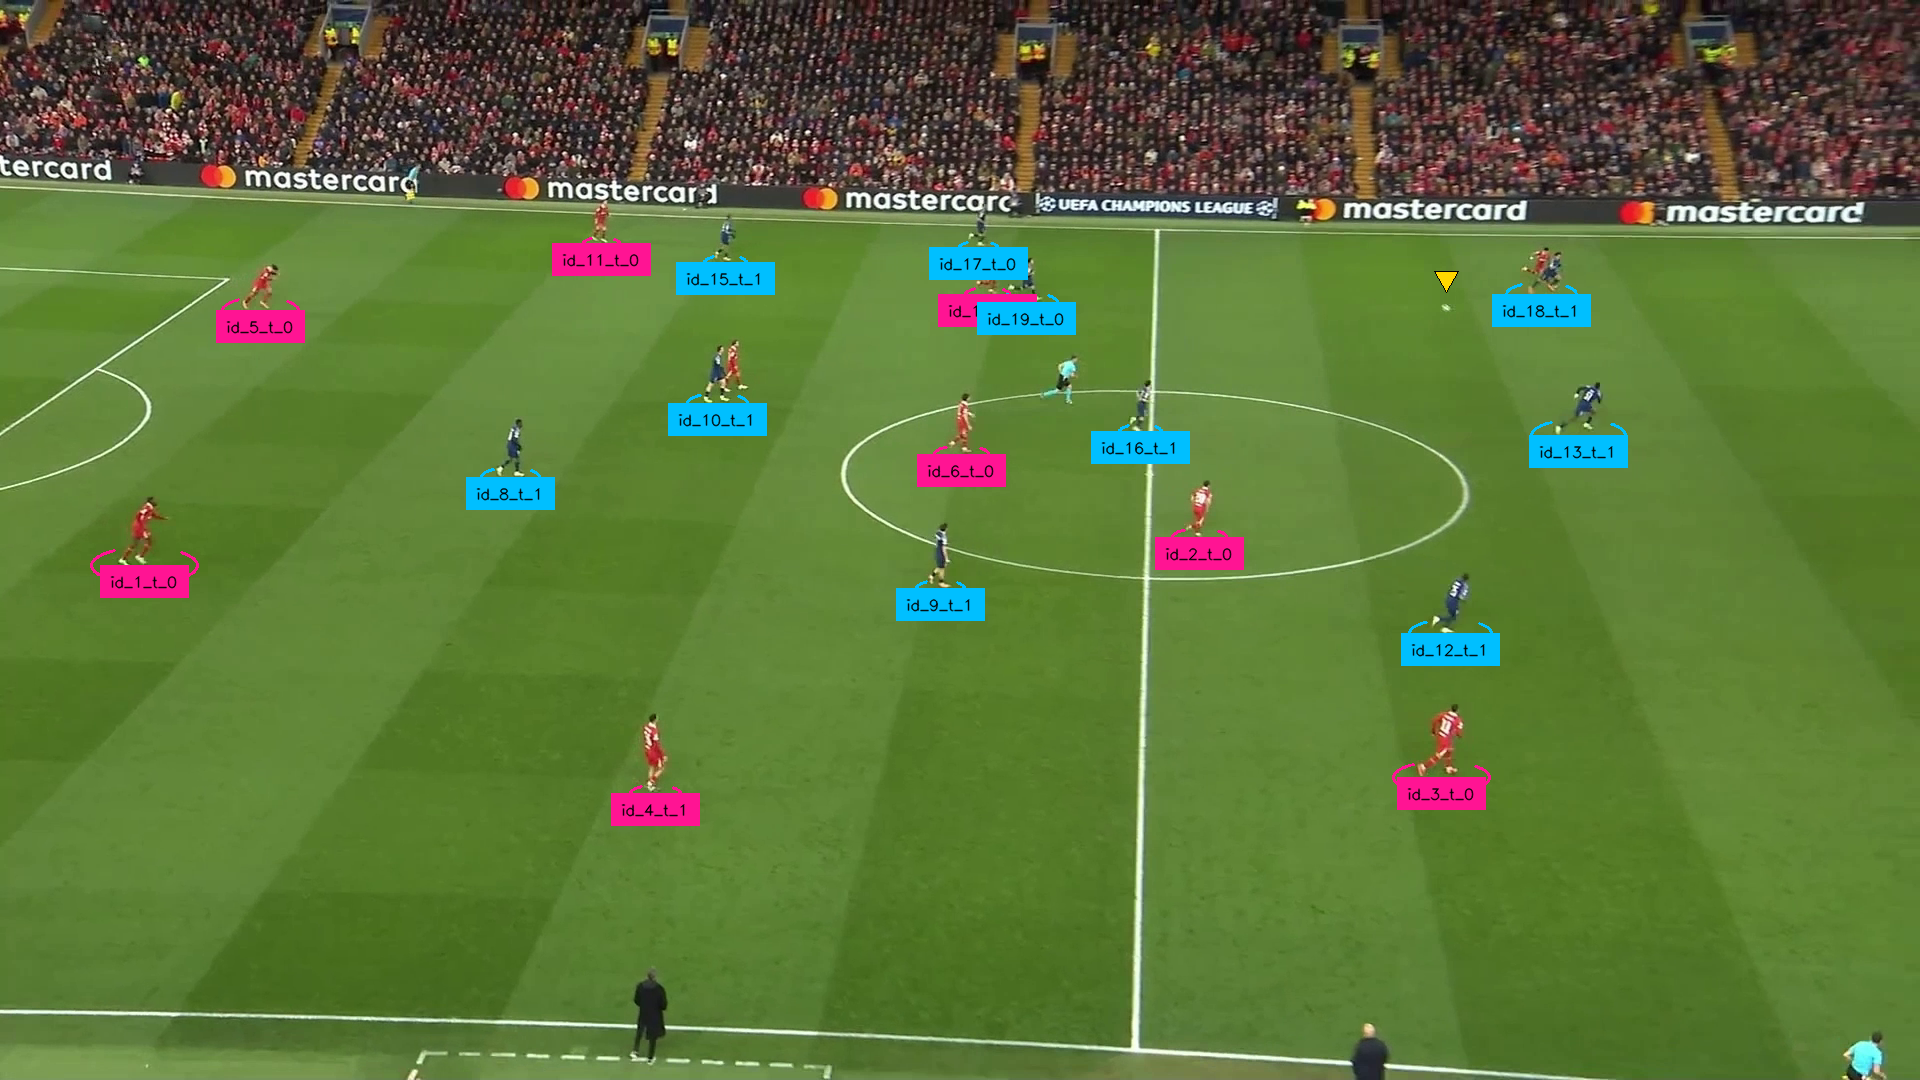 tercard
mastercard
mastercard
mastercard
UEFA CHAMPIONS LEAGUE
mastercard
mastercard
id_11_t_0
id_15_t_1
id_17_t_0
id_19_t_0
id_18_t_1
id_5_t_0
id_10_t_1
id_16_t_1
id_13_t_1
id_6_t_0
id_8_t_1
id_2_t_0
id_1_t_0
id_9_t_1
id_12_t_1
id_4_t_1
id_3_t_0